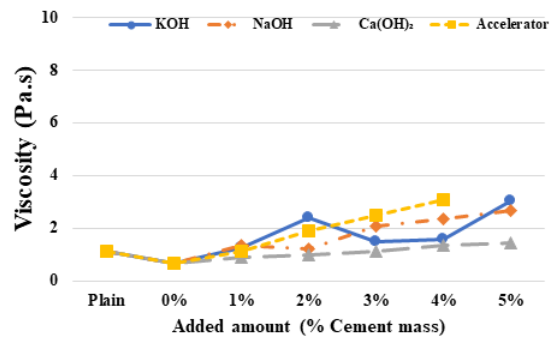 KOH NaOH Ca(OH)₂ Accelerator
10
8
6
4
2
0
Viscosity (Pa.s)
Plain 0% 1% 2% 3% 4% 5%
Added amount (% Cement mass)